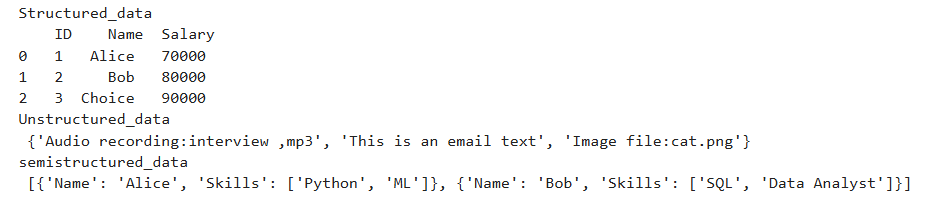 Structured_data
    ID    Name  Salary
0   1   Alice   70000
1   2     Bob   80000
2   3  Choice   90000
Unstructured_data
 {'Audio recording:interview ,mp3', 'This is an email text', 'Image file:cat.png'}
semistructured_data
 [{'Name': 'Alice', 'Skills': ['Python', 'ML']}, {'Name': 'Bob', 'Skills': ['SQL', 'Data Analyst']}]